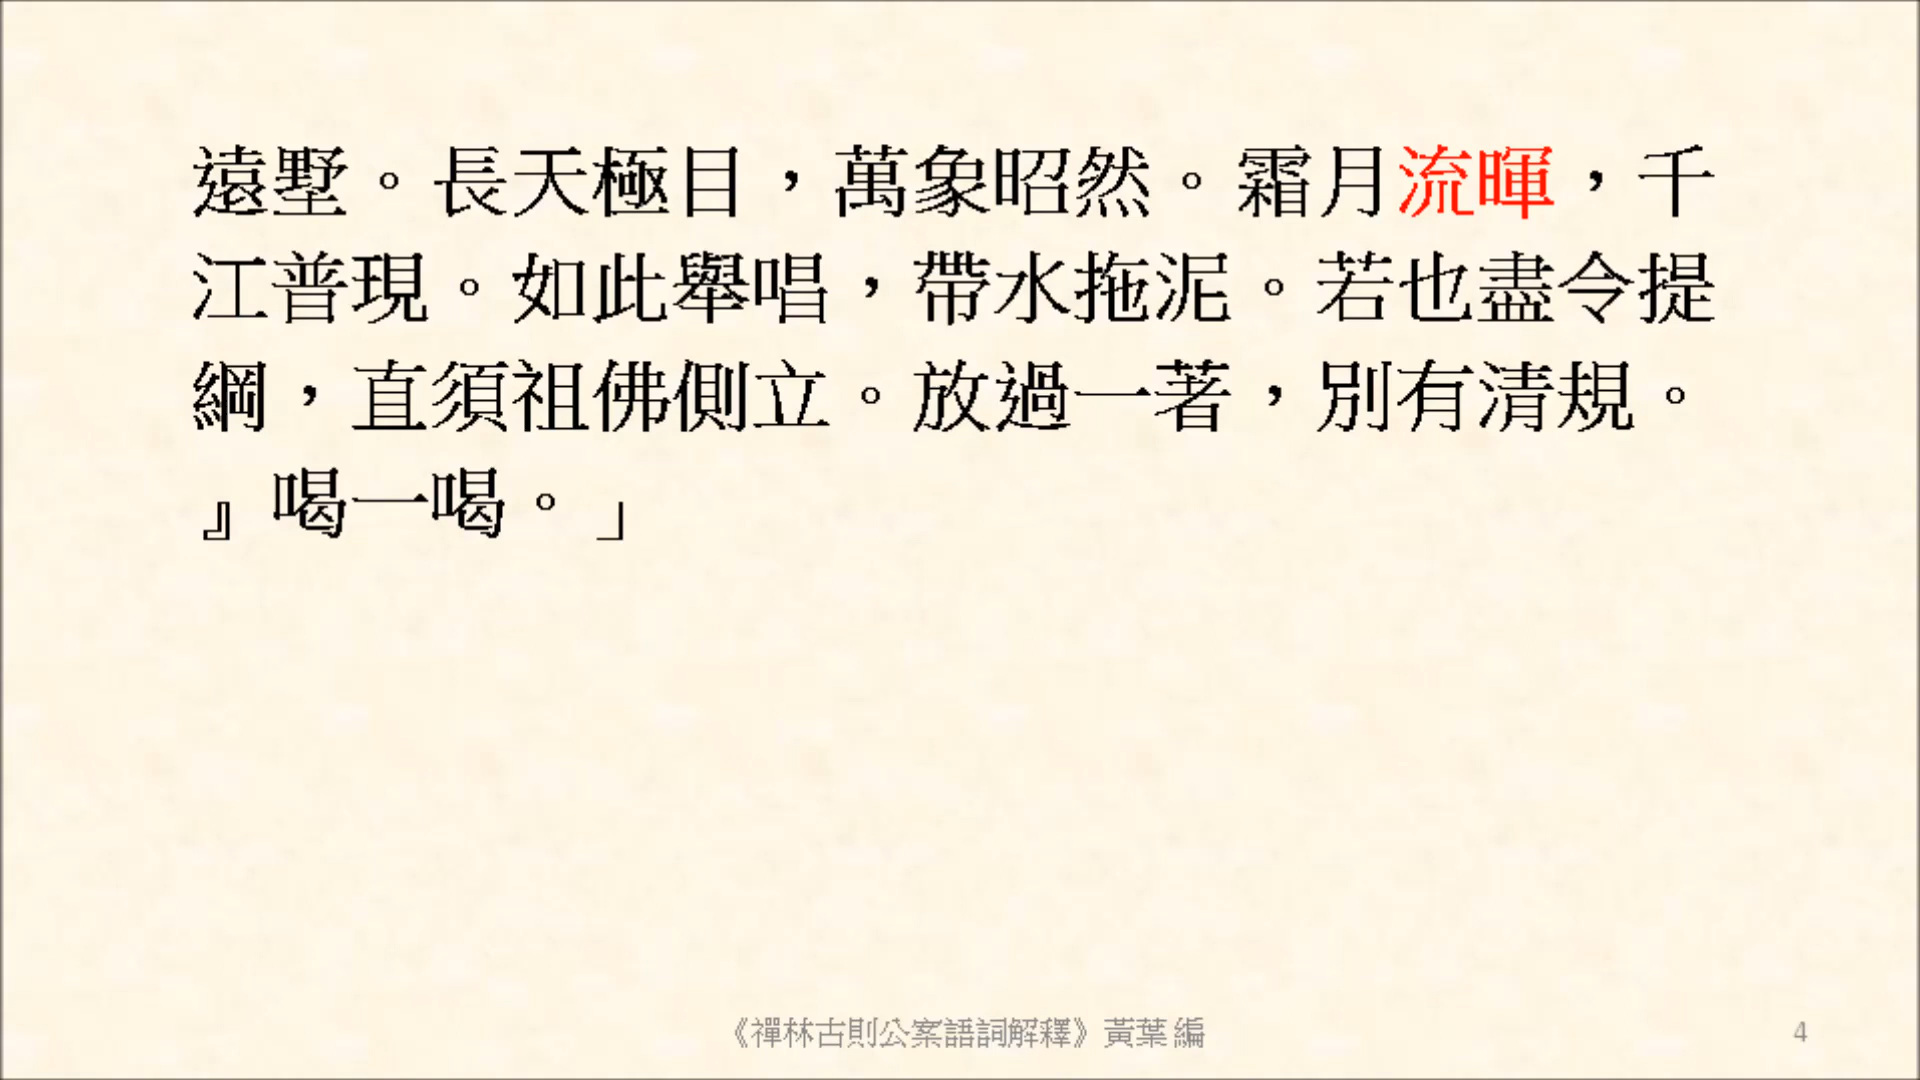 遠墅。長天極目，萬象昭然。霜月流暉，千
江普現。如此舉唱，帶水拖泥。若也盡令提
綱，直須祖佛側立。放過一著，別有清規。
』喝一喝。」
《禪林古則公案語詞解釋》黃葉 編
4